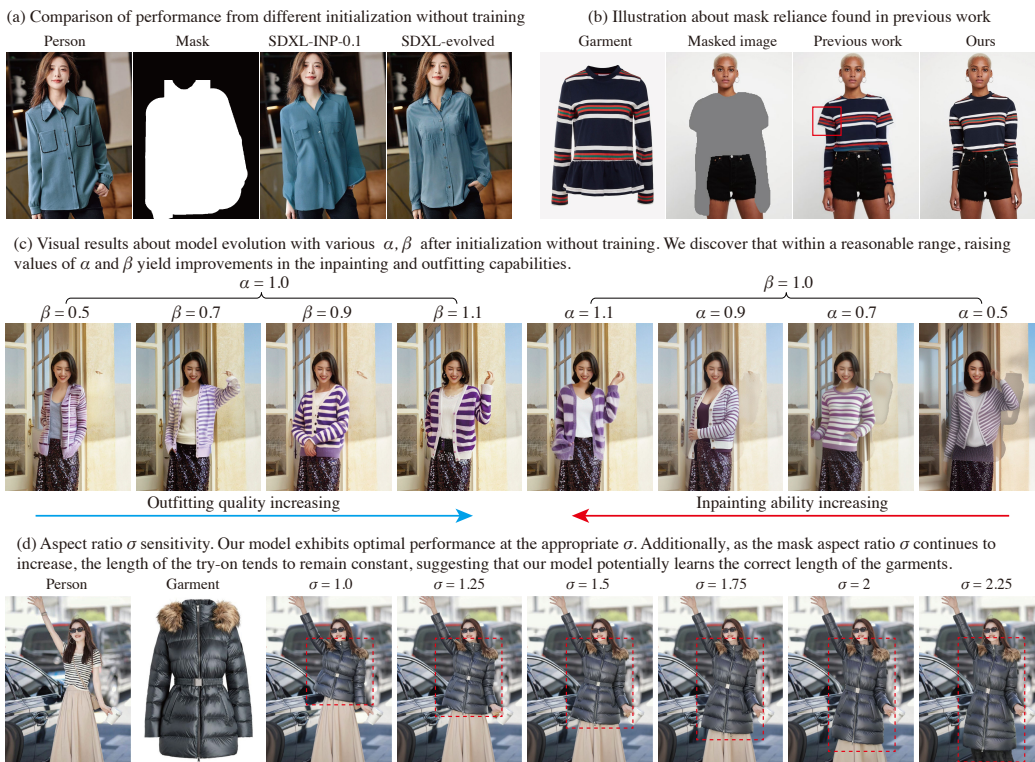 (a) Comparison of performance from different initialization without training
Person Mask SDXL-INP-0.1 SDXL-evolved
(b) Illustration about mask reliance found in previous work
Garment Masked image Previous work Ours
(c) Visual results about model evolution with various α, β after initialization without training. We discover that within a reasonable range, raising
values of α and β yield improvements in the inpainting and outfitting capabilities.
α = 1.0
β = 0.5 β = 0.7 β = 0.9 β = 1.1
β = 1.0
α = 1.1 α = 0.9 α = 0.7 α = 0.5
Outfitting quality increasing
Inpainting ability increasing
(d) Aspect ratio σ sensitivity. Our model exhibits optimal performance at the appropriate σ. Additionally, as the mask aspect ratio σ continues to
increase, the length of the try-on tends to remain constant, suggesting that our model potentially learns the correct length of the garments.
Person Garment σ = 1.0 σ = 1.25 σ = 1.5 σ = 1.75 σ = 2 σ = 2.25